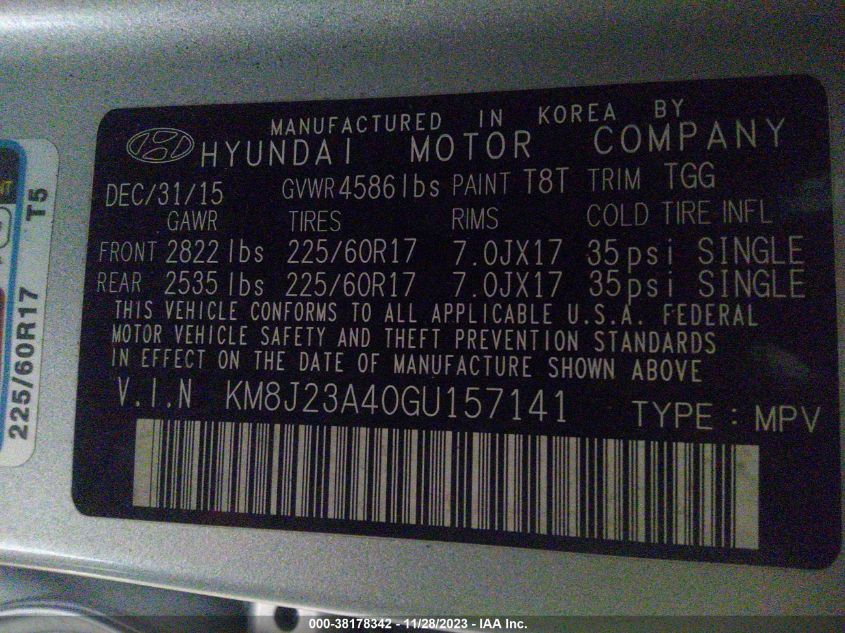 MANUFACTURED IN KOREA BY
HYUNDAI MOTOR COMPANY
DEC/31/15 GVWR 4586lbs PAINT T8T TRIM TGG
GAWR TIRES RIMS COLD TIRE INFL
FRONT 2822 lbs 225/60R17 7.0JX17 35psi SINGLE
REAR 2535 lbs 225/60R17 7.0JX17 35psi SINGLE
THIS VEHICLE CONFORMS TO ALL APPLICABLE U.S.A. FEDERAL
MOTOR VEHICLE SAFETY AND THEFT PREVENTION STANDARDS
IN EFFECT ON THE DATE OF MANUFACTURE SHOWN ABOVE
V.I.N KM8J23A40GU157141 TYPE : MPV
225/60R17 T5
000-38178342 - 11/28/2023 - IAA Inc.